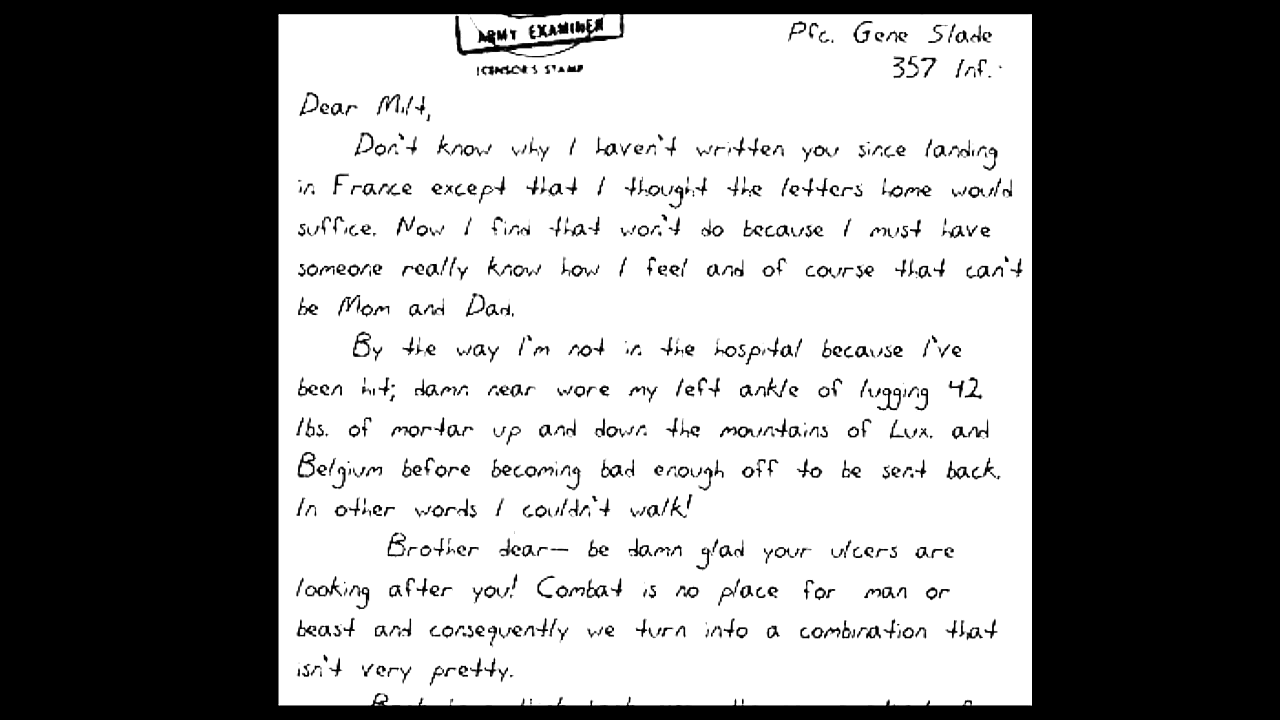 ARMY EXAMINER
Pfc. Gene Slade
357 Inf.
Dear Milt,
Don't know why I haven't written you since landing
in France except that I thought the letters home would
suffice. Now I find that won't do because I must have
someone really know how I feel and of course that can't
be Mom and Dad.
By the way I'm not in the hospital because I've
been hit; damn near wore my left ankle of lugging 42
lbs. of mortar up and down the mountains of Lux. and
Belgium before becoming bad enough off to be sent back.
In other words I couldn't walk!
Brother dear— be damn glad your ulcers are
looking after you! Combat is no place for man or
beast and consequently we turn into a combination that
isn't very pretty.